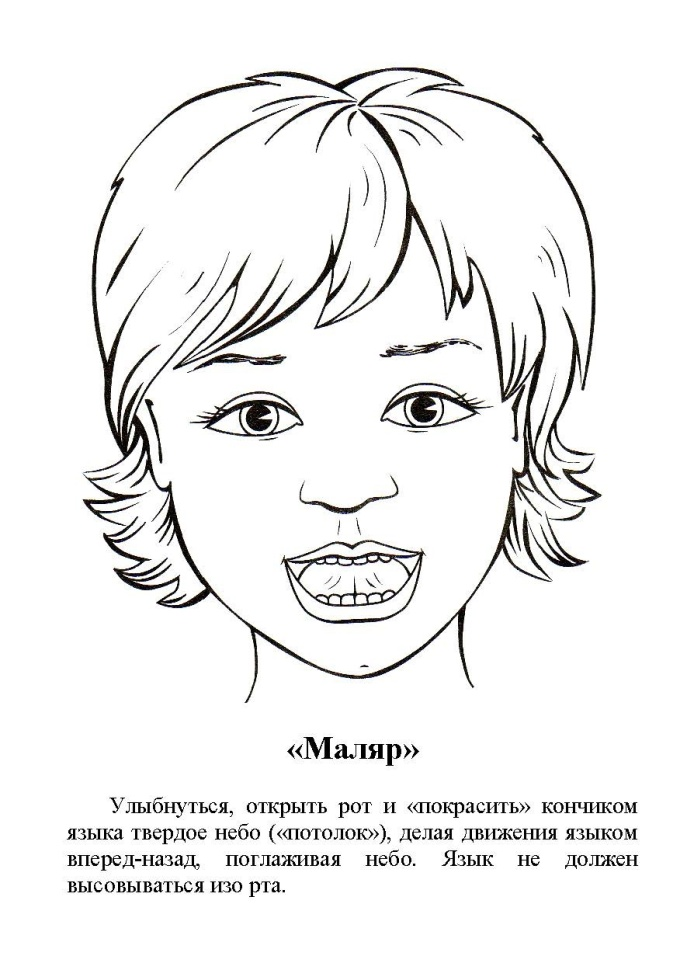 «Маляр»
Улыбнуться, открыть рот и «покрасить» кончиком
языка твердое небо («потолок»), делая движения языком
вперед-назад, поглаживая небо. Язык не должен
высовываться изо рта.